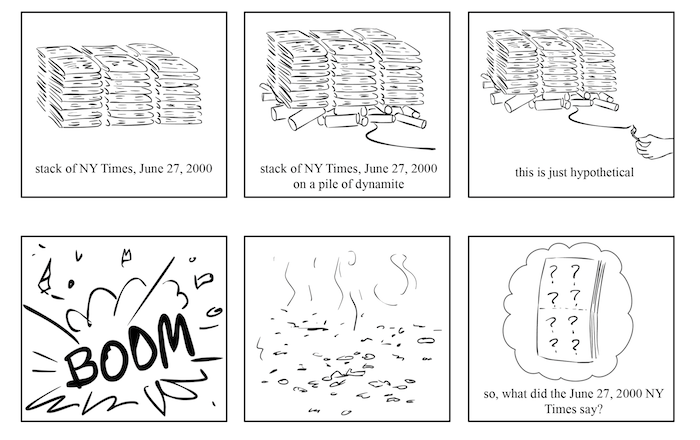 stack of NY Times, June 27, 2000
stack of NY Times, June 27, 2000
on a pile of dynamite
this is just hypothetical
BOOM
? ?
? ?
? ?
? ?
so, what did the June 27, 2000 NY
Times say?